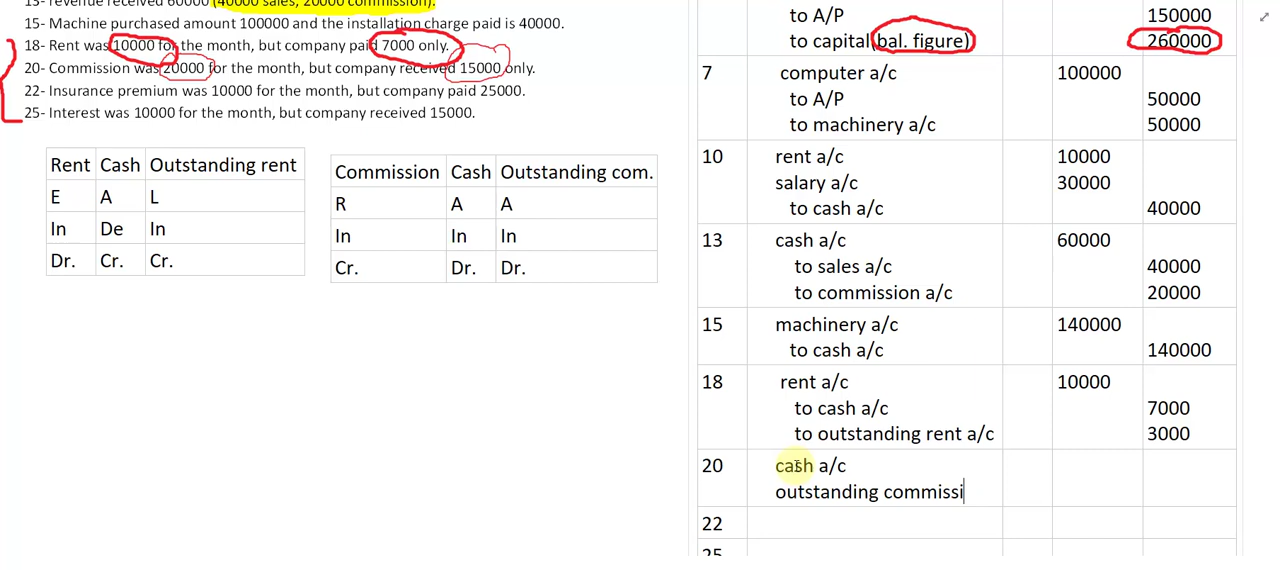 13- revenue received 60000 (40000 sales, 20000 commission).
15- Machine purchased amount 100000 and the installation charge paid is 40000.
18- Rent was 10000 for the month, but company paid 7000 only.
20- Commission was 20000 for the month, but company received 15000 only.
22- Insurance premium was 10000 for the month, but company paid 25000.
25- Interest was 10000 for the month, but company received 15000.
Rent Cash Outstanding rent
E A L
In De In
Dr. Cr. Cr.
Commission Cash Outstanding com.
R A A
In In In
Cr. Dr. Dr.
to A/P 150000
to capital(bal. figure) 260000
7 computer a/c 100000
to A/P 50000
to machinery a/c 50000
10 rent a/c 10000
salary a/c 30000
to cash a/c 40000
13 cash a/c 60000
to sales a/c 40000
to commission a/c 20000
15 machinery a/c 140000
to cash a/c 140000
18 rent a/c 10000
to cash a/c 7000
to outstanding rent a/c 3000
20 cash a/c
outstanding commissi
22
25